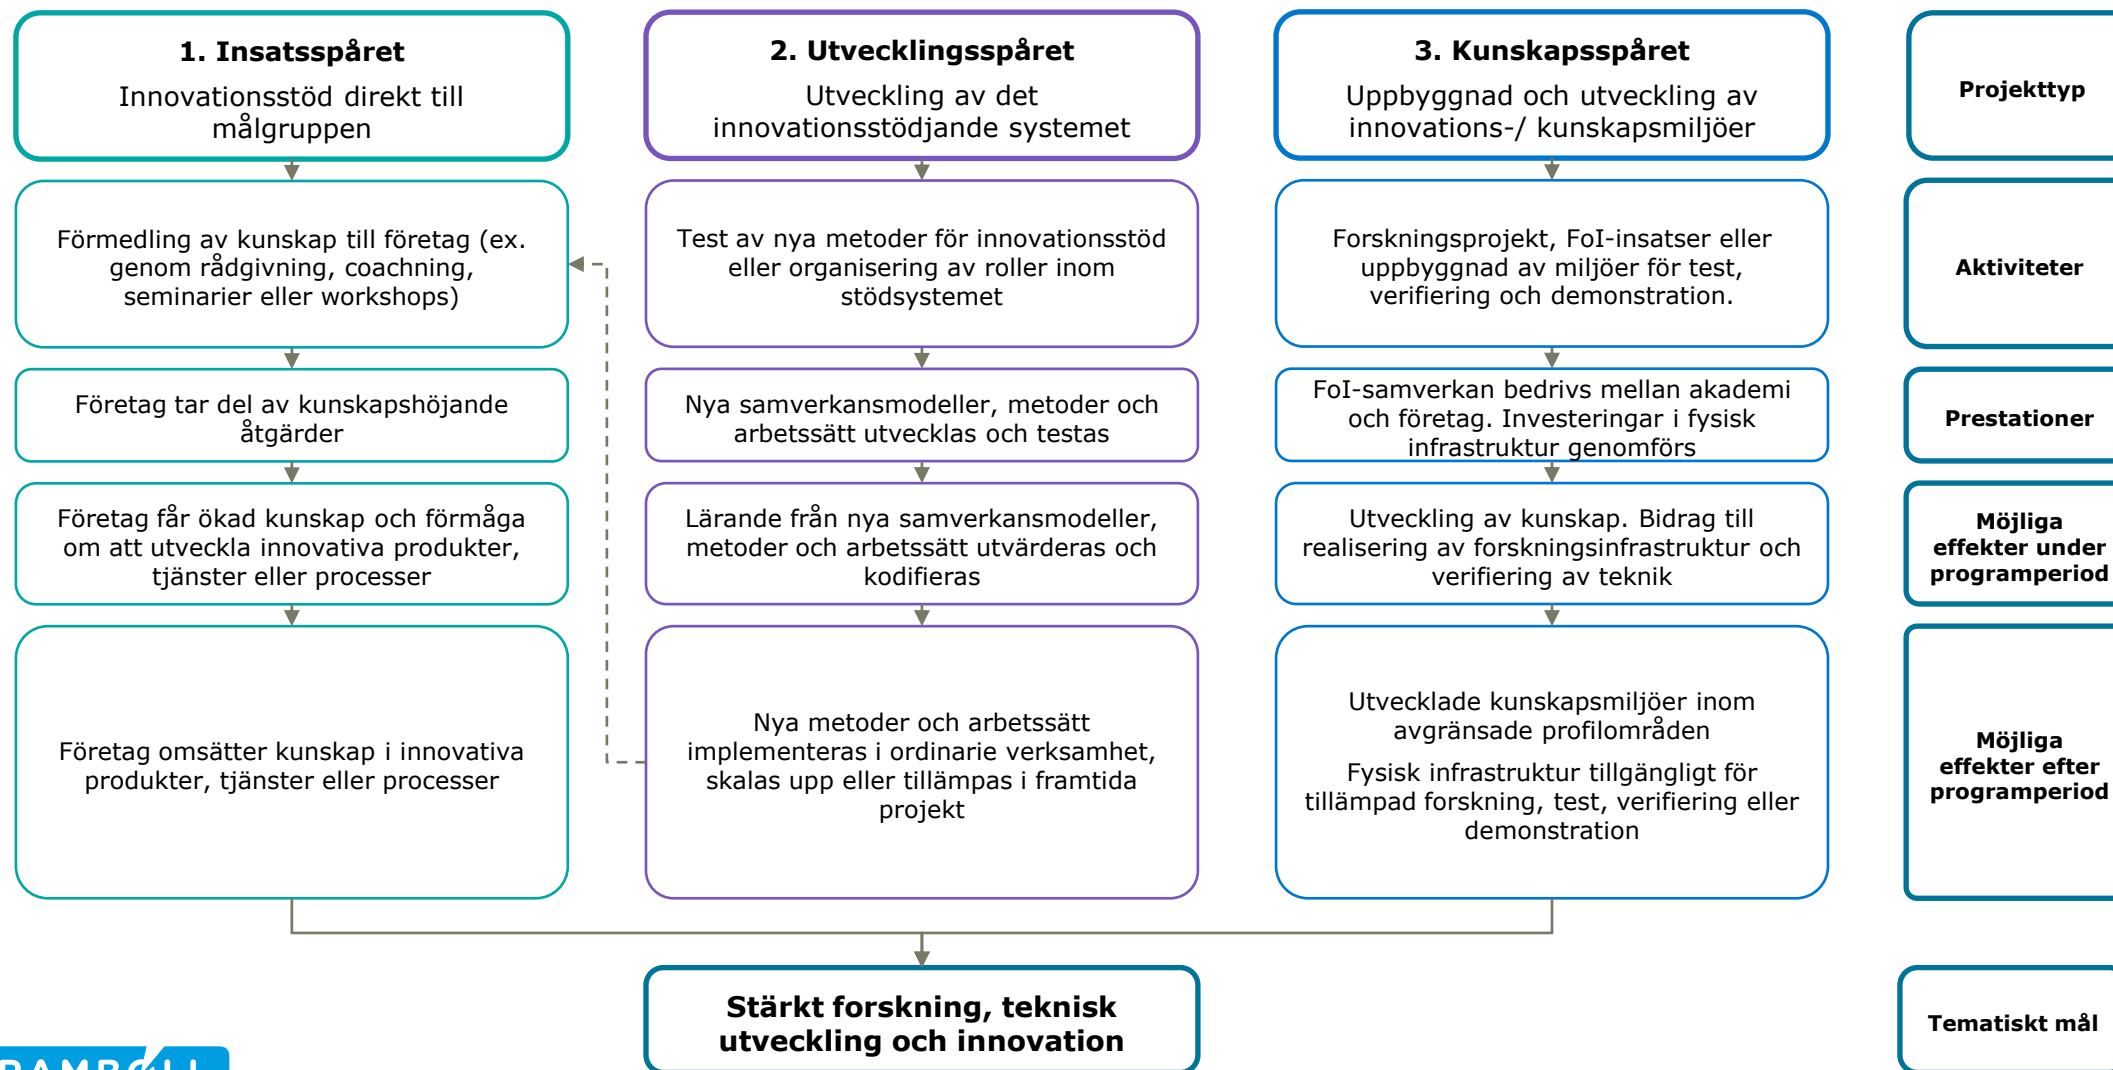 1. Insatsspåret
Innovationsstöd direkt till
målgruppen
2. Utvecklingsspåret
Utveckling av det
innovationsstödjande systemet
3. Kunskapsspåret
Uppbyggnad och utveckling av
innovations-/ kunskapsmiljöer
Projekttyp
Förmedling av kunskap till företag (ex.
genom rådgivning, coachning,
seminarier eller workshops)
Test av nya metoder för innovationsstöd
eller organisering av roller inom
stödsystemet
Forskningsprojekt, FoI-insatser eller
uppbyggnad av miljöer för test,
verifiering och demonstration.
Aktiviteter
Företag tar del av kunskapshöjande
åtgärder
Nya samverkansmodeller, metoder och
arbetssätt utvecklas och testas
FoI-samverkan bedrivs mellan akademi
och företag. Investeringar i fysisk
infrastruktur genomförs
Prestationer
Företag får ökad kunskap och förmåga
om att utveckla innovativa produkter,
tjänster eller processer
Lärande från nya samverkansmodeller,
metoder och arbetssätt utvärderas och
kodifieras
Utveckling av kunskap. Bidrag till
realisering av forskningsinfrastruktur och
verifiering av teknik
Möjliga
effekter under
programperiod
Företag omsätter kunskap i innovativa
produkter, tjänster eller processer
Nya metoder och arbetssätt
implementeras i ordinarie verksamhet,
skalas upp eller tillämpas i framtida
projekt
Utvecklade kunskapsmiljöer inom
avgränsade profilområden
Fysisk infrastruktur tillgängligt för
tillämpad forskning, test, verifiering eller
demonstration
Möjliga
effekter efter
programperiod
Stärkt forskning, teknisk
utveckling och innovation
Tematiskt mål
RAMBØLL